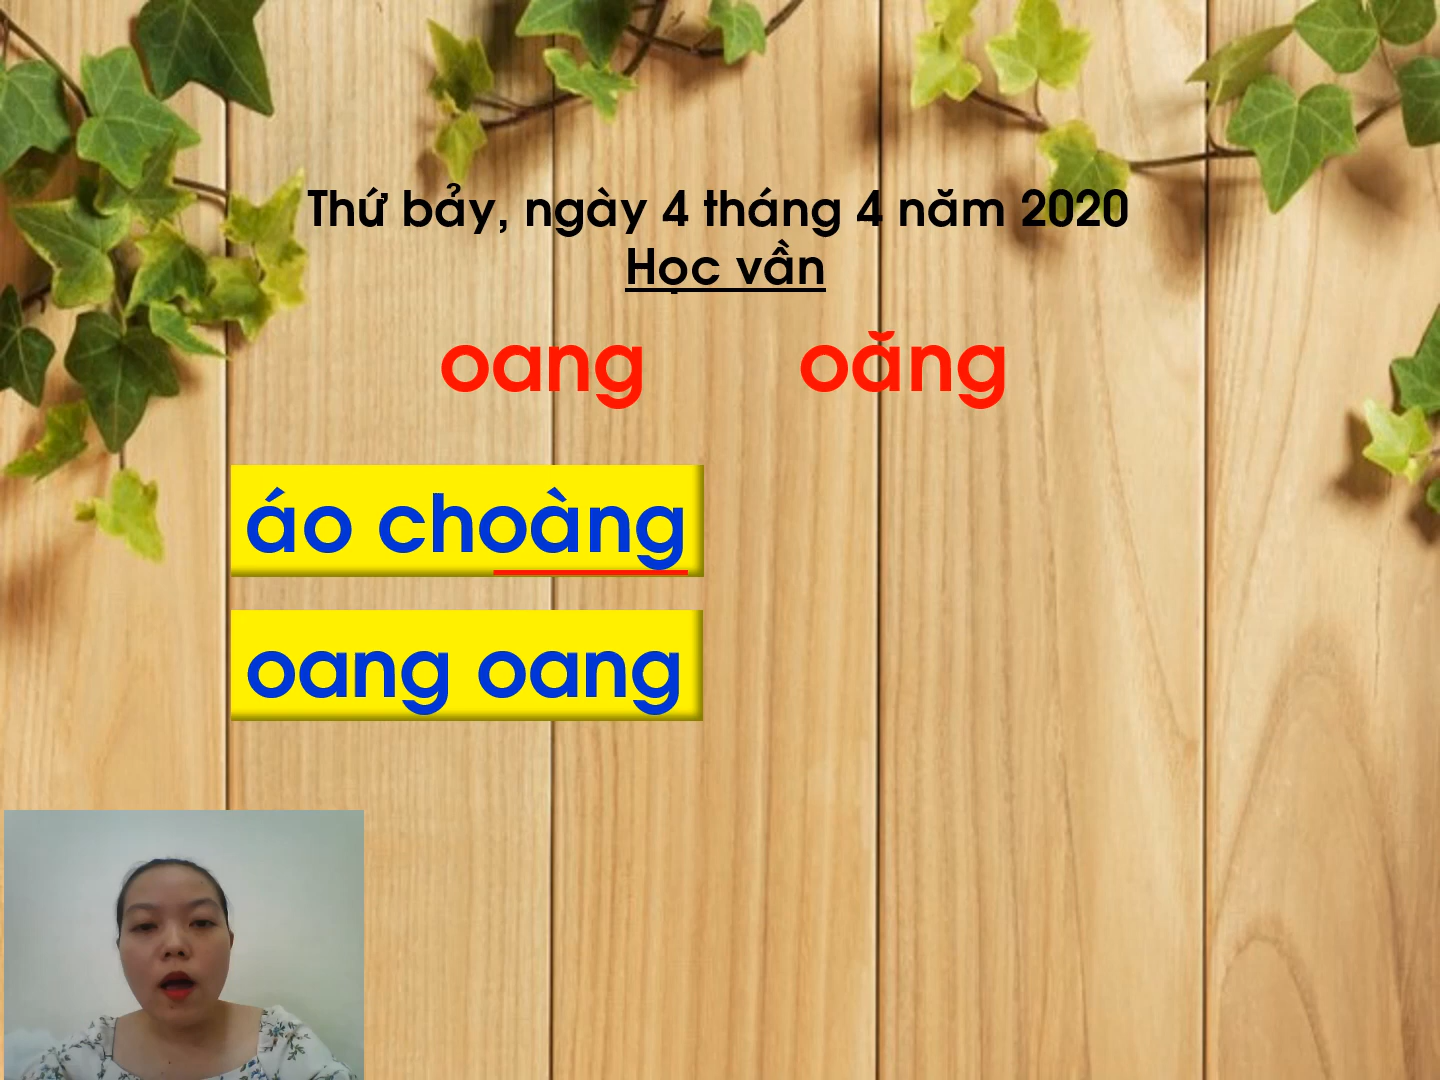 Thứ bảy, ngày 4 tháng 4 năm 2020
Học vần
oang oăng
áo choàng
oang oang